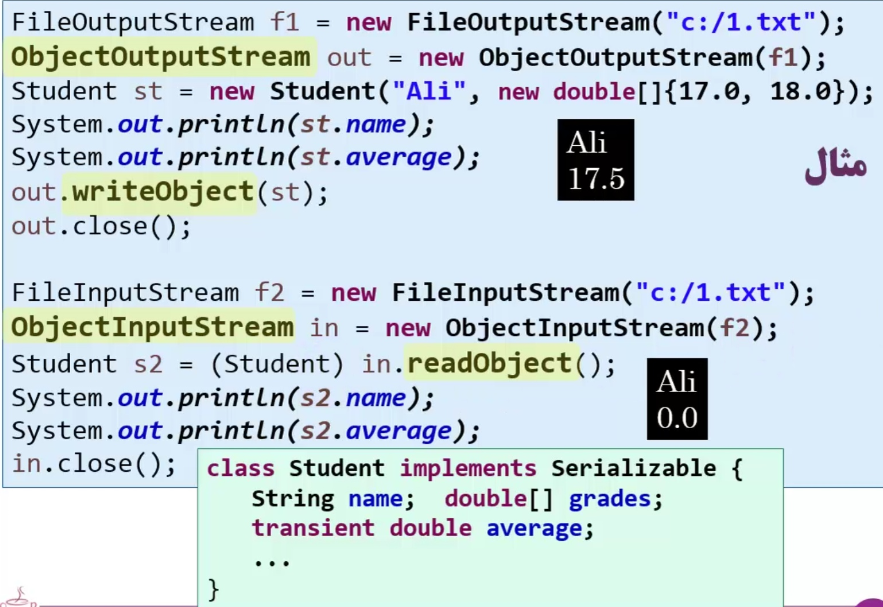 FileOutputStream f1 = new FileOutputStream("c:/1.txt");
ObjectOutputStream out = new ObjectOutputStream(f1);
Student st = new Student("Ali", new double[]{17.0, 18.0});
System.out.println(st.name);
System.out.println(st.average);
out.writeObject(st);
out.close();
Ali
17.5
مثال
FileInputStream f2 = new FileInputStream("c:/1.txt");
ObjectInputStream in = new ObjectInputStream(f2);
Student s2 = (Student) in.readObject();
System.out.println(s2.name);
System.out.println(s2.average);
in.close();
Ali
0.0
class Student implements Serializable {
String name; double[] grades;
transient double average;
...
}